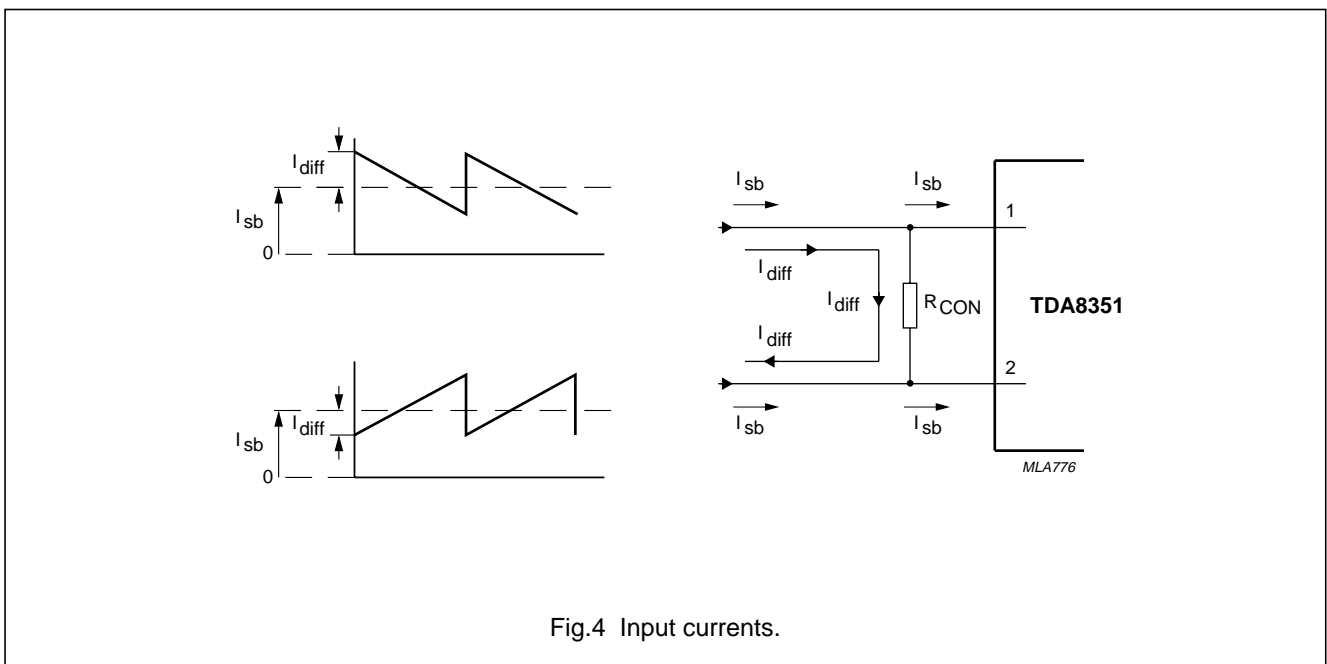 I diff
I sb
0
I diff
I sb
0
I sb
I sb
1
I diff
I diff
R CON
TDA8351
I diff
2
I sb
I sb
MLA776
Fig.4 Input currents.